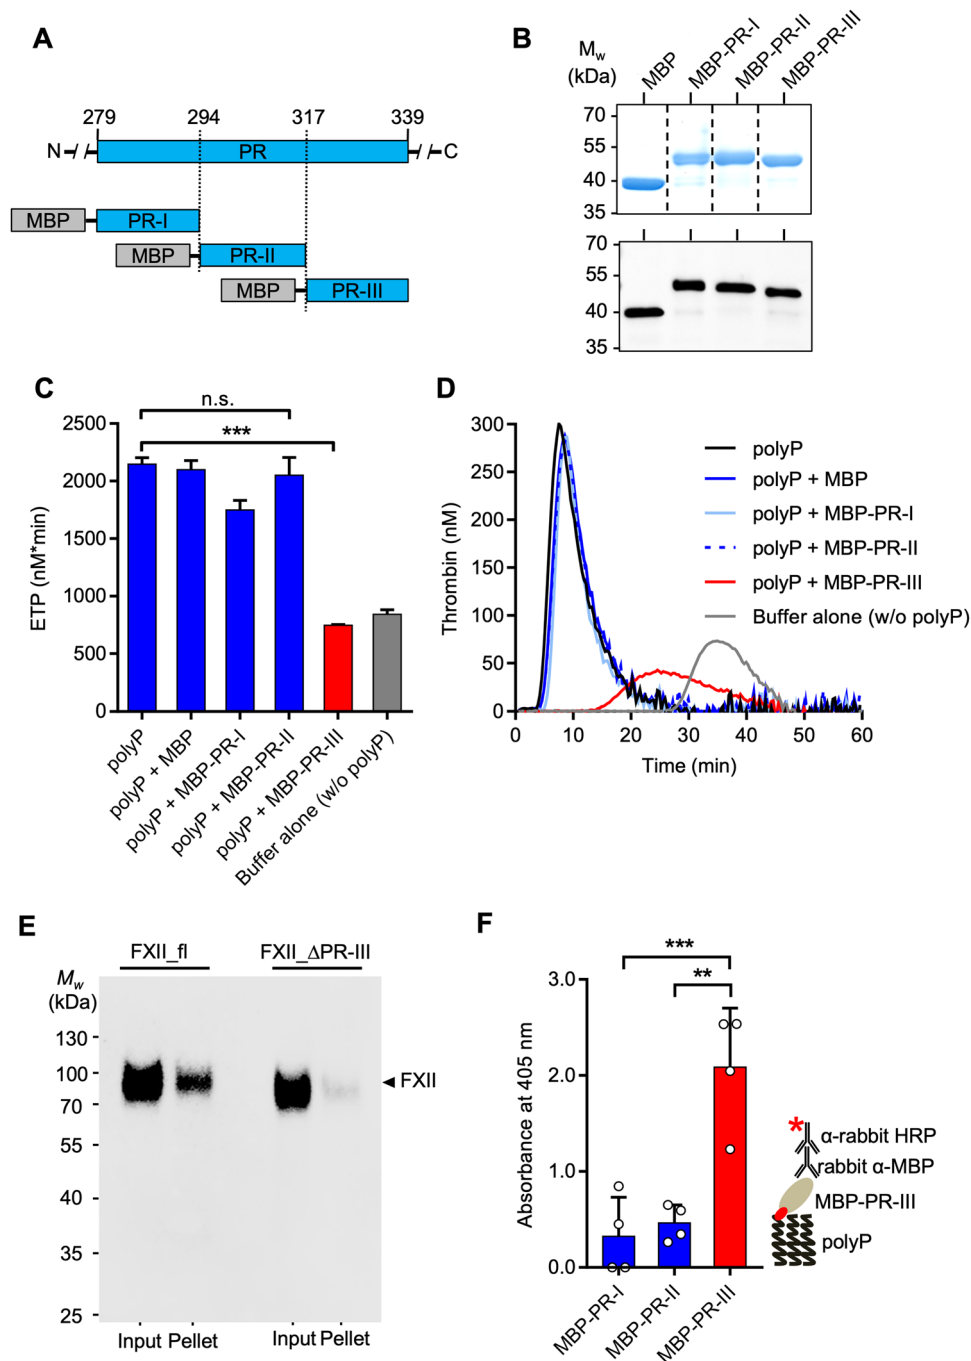 A
279 294 317 339
N PR C
MBP PR-I
MBP PR-II
MBP PR-III
B
Mw
(kDa)
MBP
MBP-PR-I
MBP-PR-II
MBP-PR-III
70
55
40
35
70
55
40
35
C
n.s.
***
ETP (nM*min)
2500
2000
1500
1000
500
0
polyP
polyP + MBP
polyP + MBP-PR-I
polyP + MBP-PR-II
polyP + MBP-PR-III
Buffer alone (w/o polyP)
D
Thrombin (nM)
300
250
200
150
100
50
0
0 10 20 30 40 50 60
Time (min)
polyP
polyP + MBP
polyP + MBP-PR-I
polyP + MBP-PR-II
polyP + MBP-PR-III
Buffer alone (w/o polyP)
E
FXII_fl FXII_ΔPR-III
Mw
(kDa)
130
100
70
55
40
35
25
FXII
Input Pellet Input Pellet
F
***
**
Absorbance at 405 nm
3.0
2.0
1.0
0.0
MBP-PR-I
MBP-PR-II
MBP-PR-III
*
α-rabbit HRP
rabbit α-MBP
MBP-PR-III
polyP